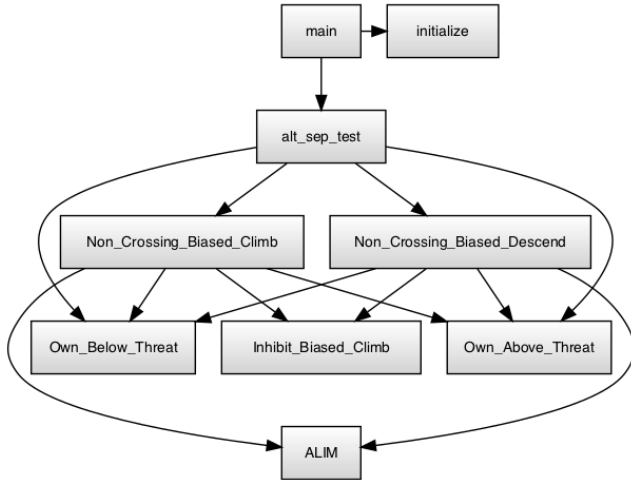 main
initialize
alt_sep_test
Non_Crossing_Biased_Climb
Non_Crossing_Biased_Descend
Own_Below_Threat
Inhibit_Biased_Climb
Own_Above_Threat
ALIM